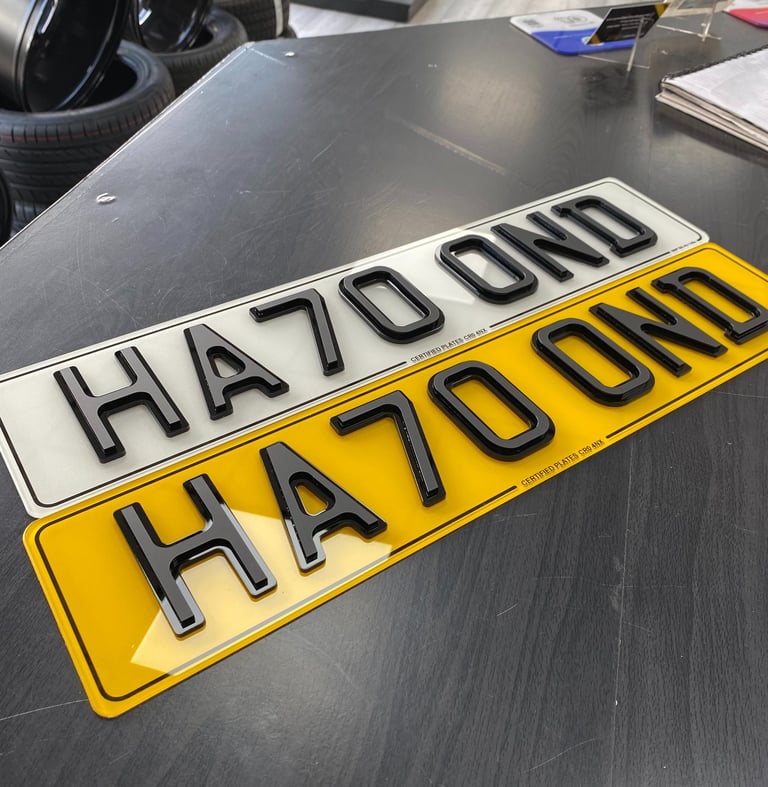 HA70 OND
CERTIFIED PLATES CR0 4NX
HA70 OND
CERTIFIED PLATES CR0 4NX